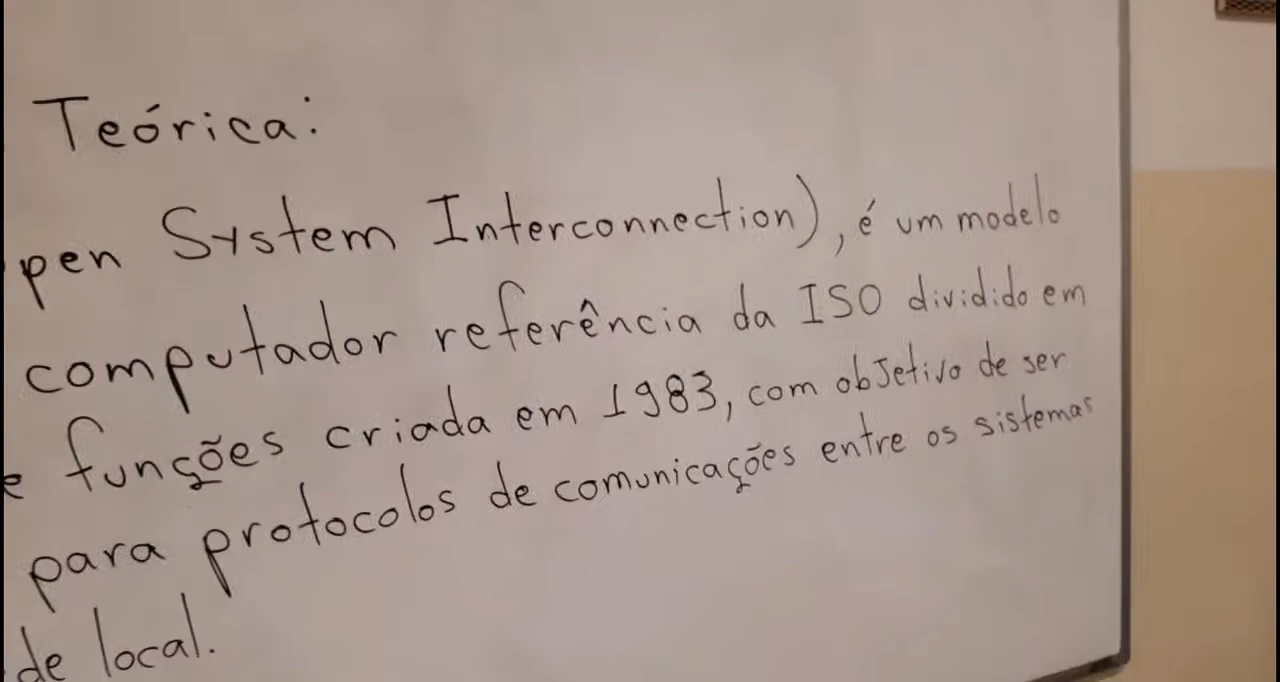 Teórica:
pen System Interconnection), é um modelo
computador referência da ISO dividido em
e funções criada em 1983, com objetivo de ser
para protocolos de comunicações entre os sistemas
de local.